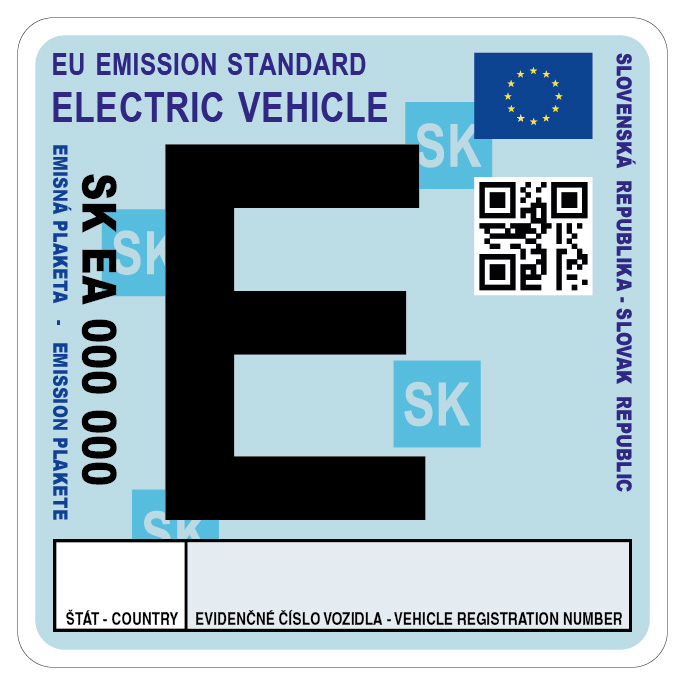 EU EMISSION STANDARD
ELECTRIC VEHICLE
SK
EMISNÁ PLAKETA - EMISSION PLAKETE
SK EA 000 000
SK
E
SLOVENSKÁ REPUBLIKA - SLOVAK REPUBLIC
SK
SK
ŠTÁT - COUNTRY
EVIDENČNÉ ČÍSLO VOZIDLA - VEHICLE REGISTRATION NUMBER